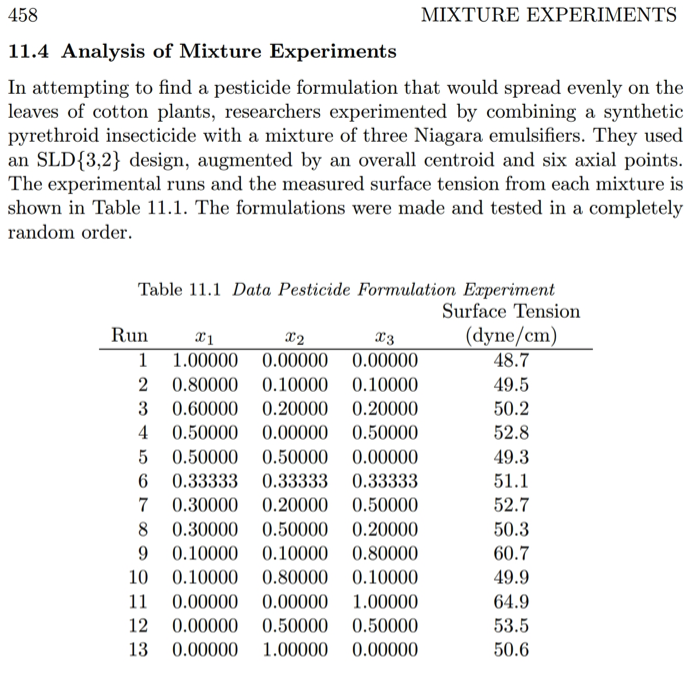 458 MIXTURE EXPERIMENTS
11.4 Analysis of Mixture Experiments
In attempting to find a pesticide formulation that would spread evenly on the
leaves of cotton plants, researchers experimented by combining a synthetic
pyrethroid insecticide with a mixture of three Niagara emulsifiers. They used
an SLD{3,2} design, augmented by an overall centroid and six axial points.
The experimental runs and the measured surface tension from each mixture is
shown in Table 11.1. The formulations were made and tested in a completely
random order.
Table 11.1 Data Pesticide Formulation Experiment
Surface Tension
Run x1 x2 x3 (dyne/cm)
1 1.00000 0.00000 0.00000 48.7
2 0.80000 0.10000 0.10000 49.5
3 0.60000 0.20000 0.20000 50.2
4 0.50000 0.00000 0.50000 52.8
5 0.50000 0.50000 0.00000 49.3
6 0.33333 0.33333 0.33333 51.1
7 0.30000 0.20000 0.50000 52.7
8 0.30000 0.50000 0.20000 50.3
9 0.10000 0.10000 0.80000 60.7
10 0.10000 0.80000 0.10000 49.9
11 0.00000 0.00000 1.00000 64.9
12 0.00000 0.50000 0.50000 53.5
13 0.00000 1.00000 0.00000 50.6